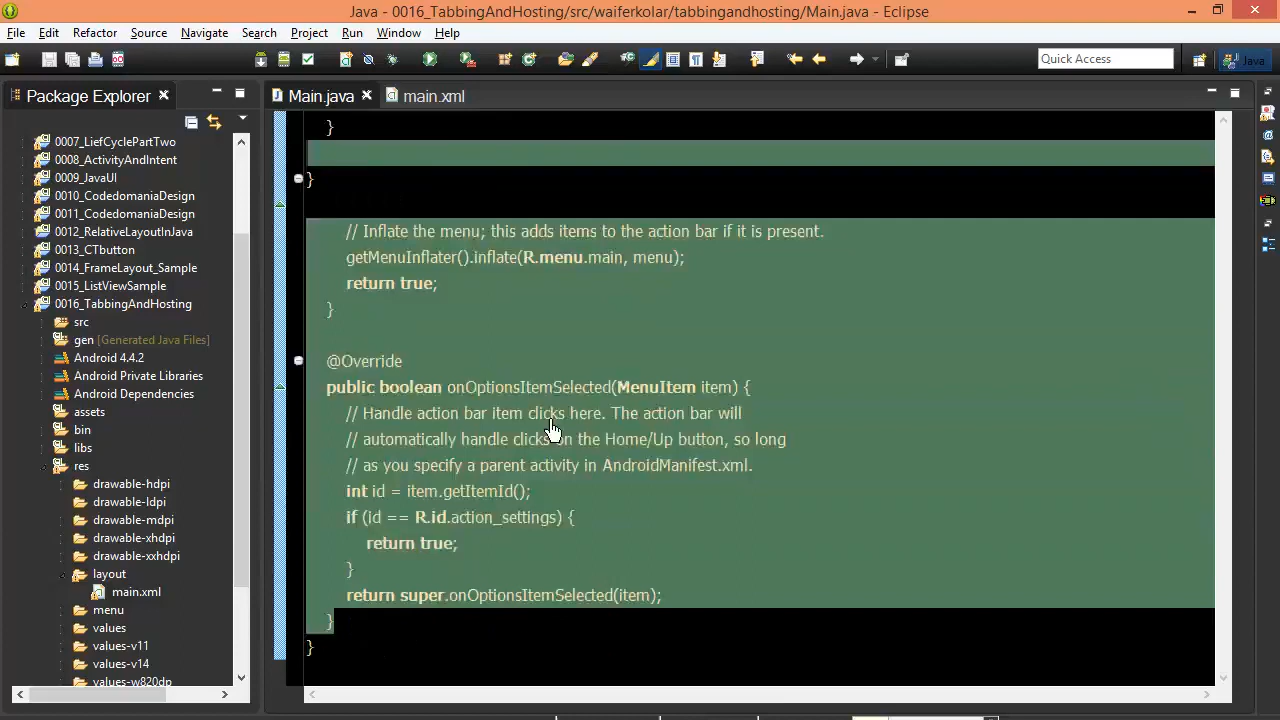 Java - 0016_TabbingAndHosting/src/waiferkolar/tabbingandhosting/Main.java - Eclipse
File Edit Refactor Source Navigate Search Project Run Window Help
Quick Access
Java
Package Explorer
Main.java
main.xml
0007_LiefCyclePartTwo
0008_ActivityAndIntent
0009_JavaUI
0010_CodedomaniaDesign
0011_CodedomaniaDesign
0012_RelativeLayoutInJava
0013_CTbutton
0014_FrameLayout_Sample
0015_ListViewSample
0016_TabbingAndHosting
src
gen [Generated Java Files]
Android 4.4.2
Android Private Libraries
Android Dependencies
assets
bin
libs
res
drawable-hdpi
drawable-ldpi
drawable-mdpi
drawable-xhdpi
drawable-xxhdpi
layout
main.xml
menu
values
values-v11
values-v14
values-w820dp
}
}
// Inflate the menu; this adds items to the action bar if it is present.
getMenuInflater().inflate(R.menu.main, menu);
return true;
}
@Override
public boolean onOptionsItemSelected(MenuItem item) {
// Handle action bar item clicks here. The action bar will
// automatically handle clicks on the Home/Up button, so long
// as you specify a parent activity in AndroidManifest.xml.
int id = item.getItemId();
if (id == R.id.action_settings) {
return true;
}
return super.onOptionsItemSelected(item);
}
}